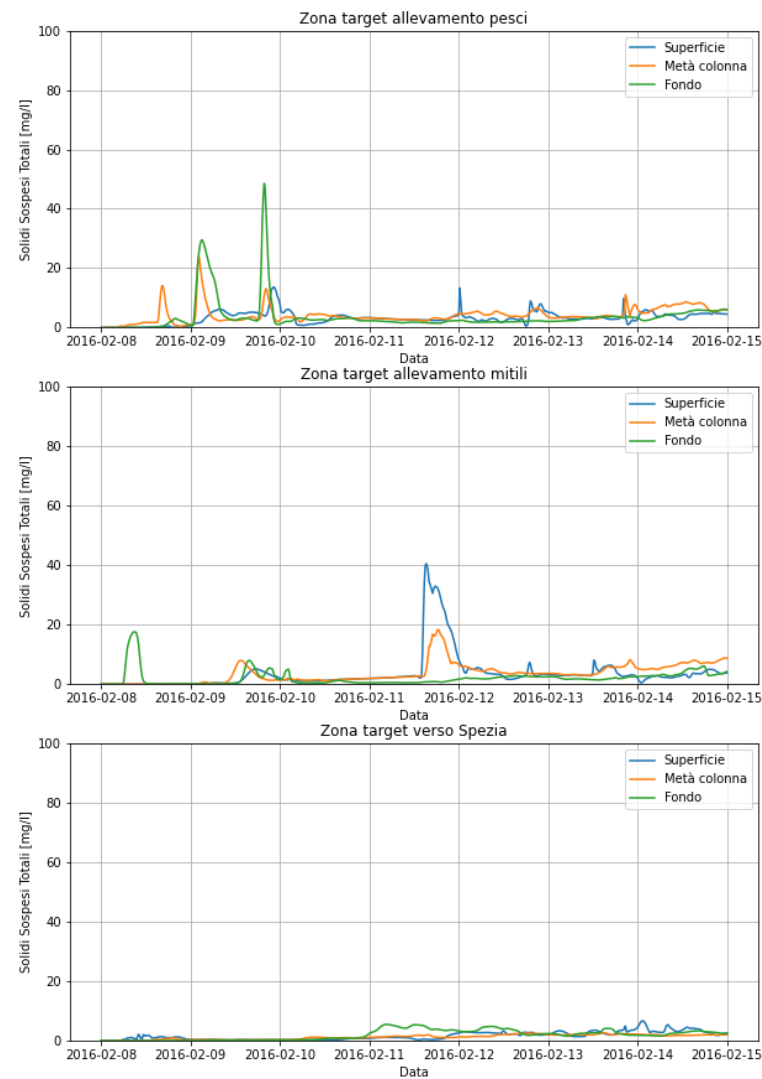 Zona target allevamento pesci
Solidi Sospesi Totali [mg/l]
100
80
60
40
20
0
Superficie
Metà colonna
Fondo
2016-02-08 2016-02-09 2016-02-10 2016-02-11 2016-02-12 2016-02-13 2016-02-14 2016-02-15
Data
Zona target allevamento mitili
Solidi Sospesi Totali [mg/l]
100
80
60
40
20
0
Superficie
Metà colonna
Fondo
2016-02-08 2016-02-09 2016-02-10 2016-02-11 2016-02-12 2016-02-13 2016-02-14 2016-02-15
Data
Zona target verso Spezia
Solidi Sospesi Totali [mg/l]
100
80
60
40
20
0
Superficie
Metà colonna
Fondo
2016-02-08 2016-02-09 2016-02-10 2016-02-11 2016-02-12 2016-02-13 2016-02-14 2016-02-15
Data